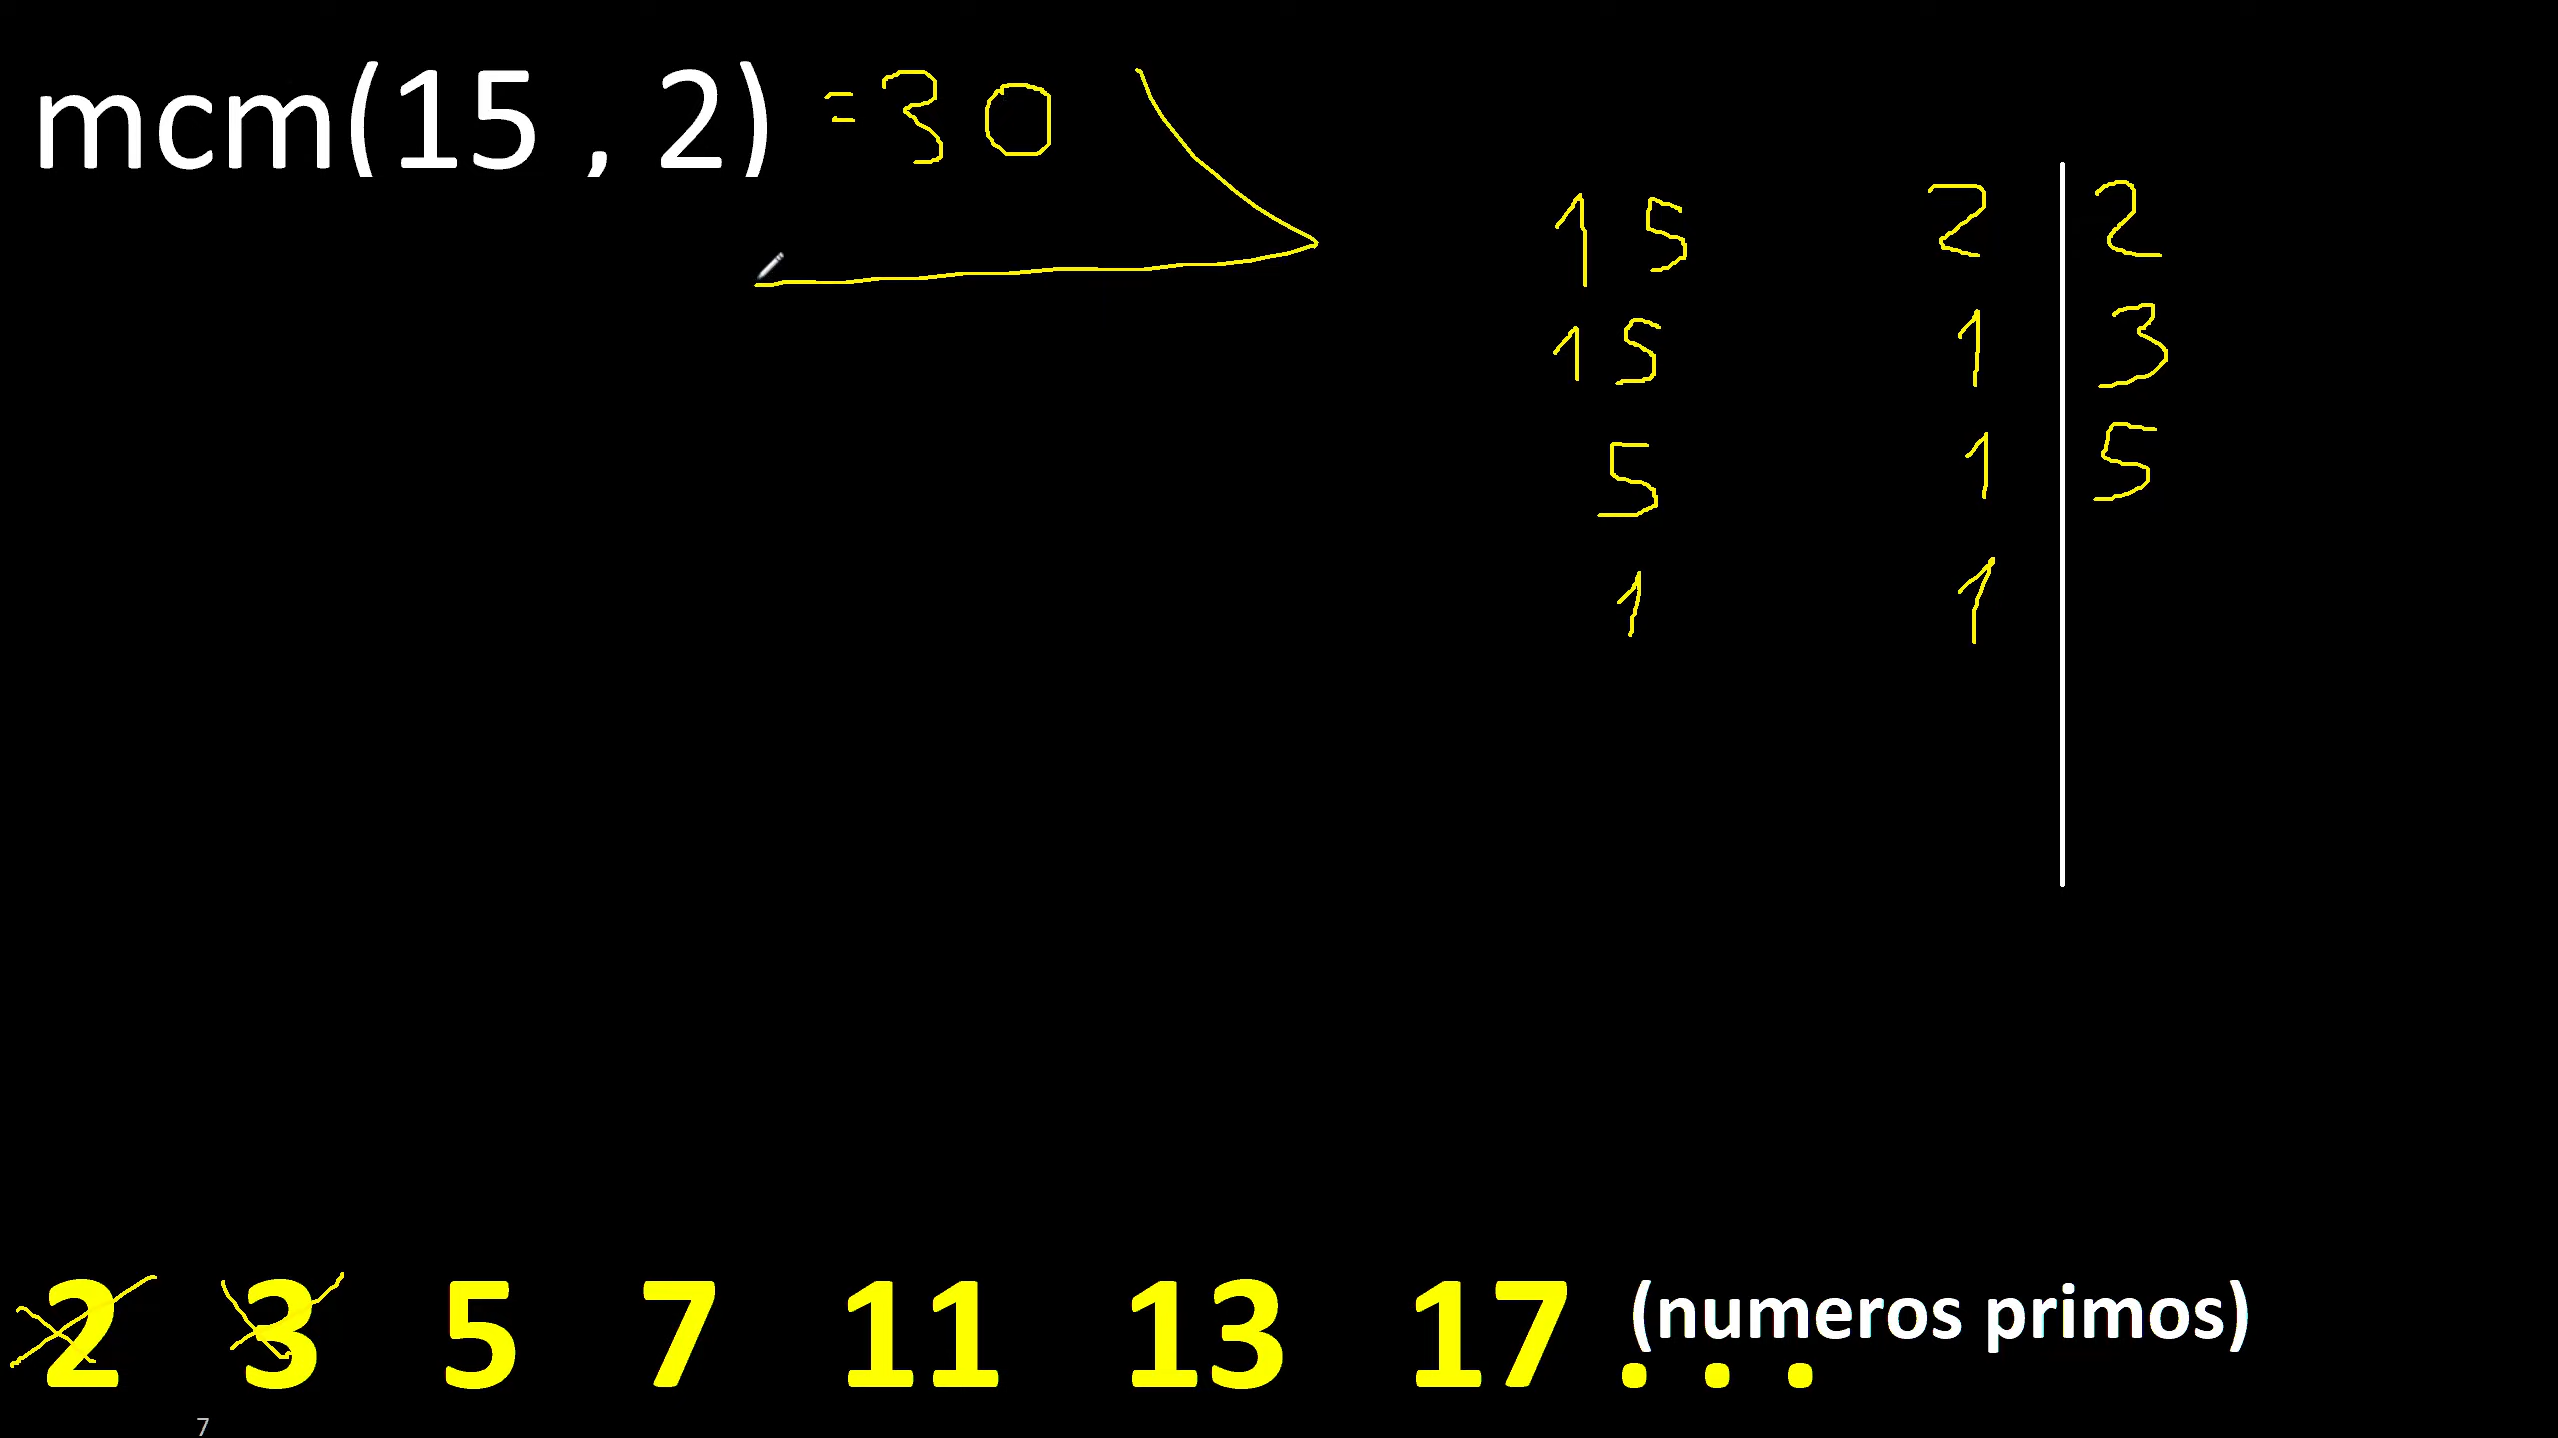 mcm(15 , 2) = 30
15 2 | 2
15 1 | 3
5 1 | 5
1 1 |
2 3 5 7 11 13 17 ... (numeros primos)
7